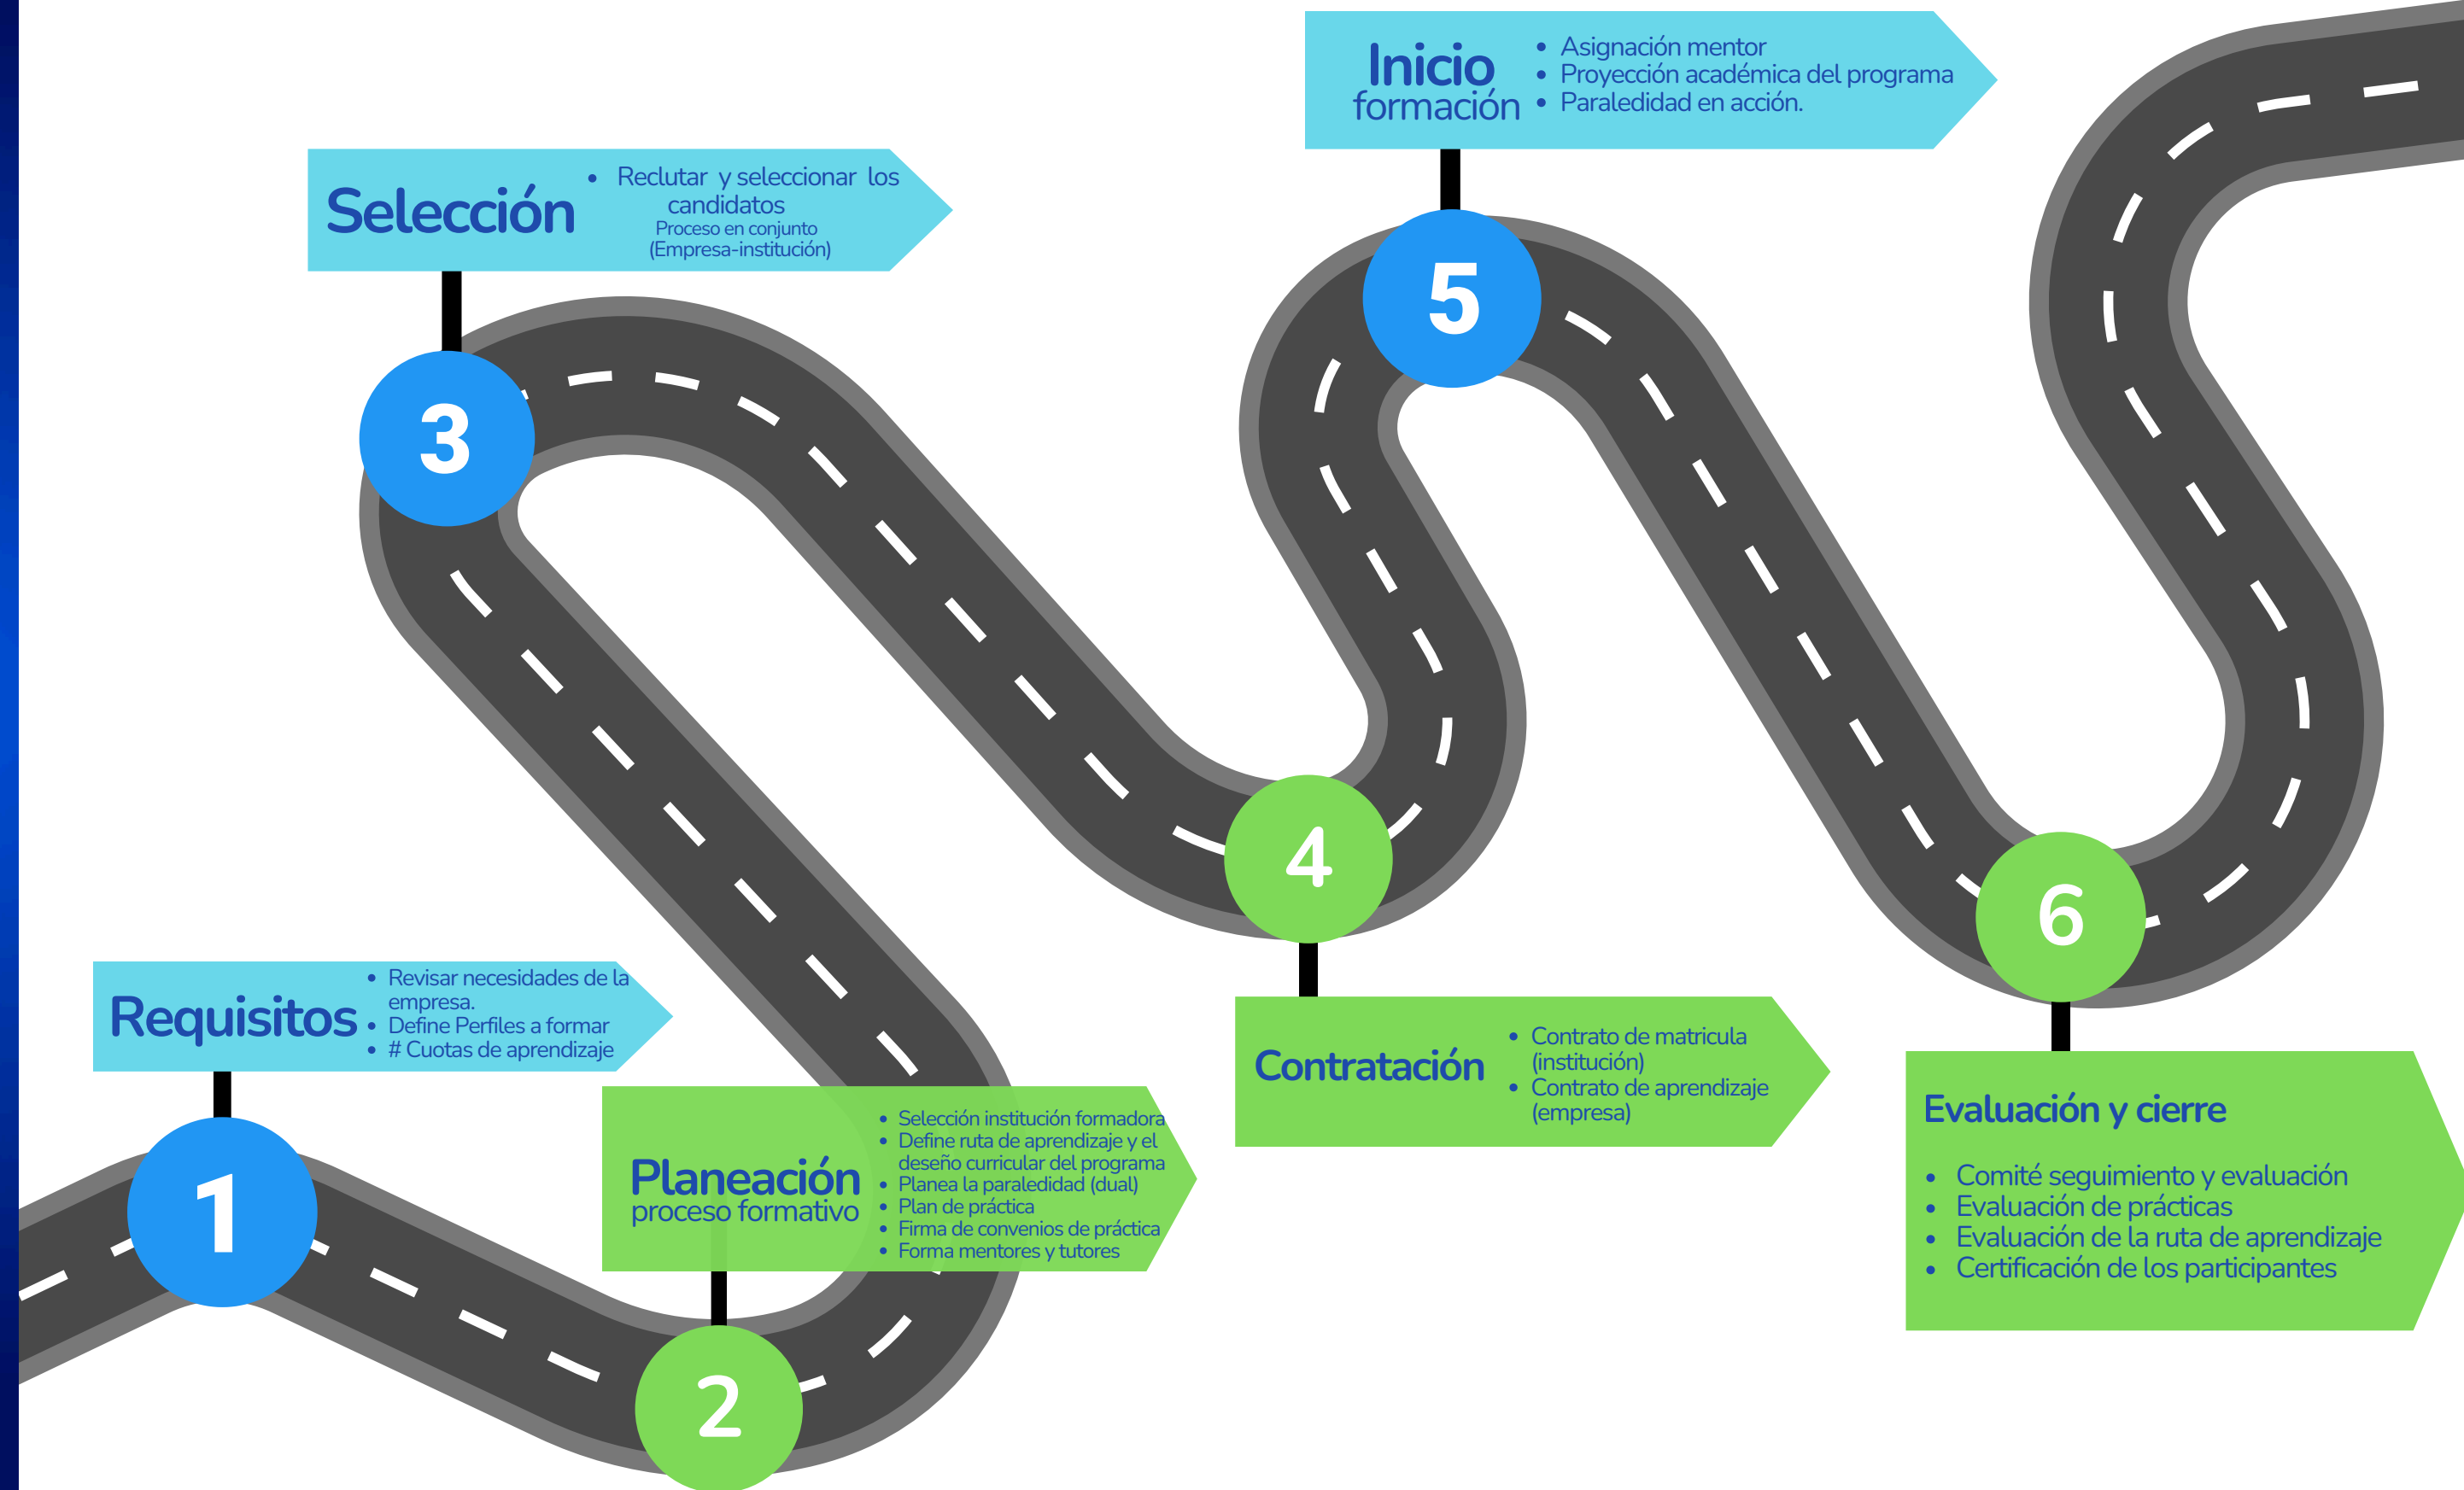 Requisitos
• Revisar necesidades de la
empresa.
• Define Perfiles a formar
• # Cuotas de aprendizaje
1
Planeación
proceso formativo
• Selección institución formadora
• Define ruta de aprendizaje y el
deseño curricular del programa
• Planea la paraledidad (dual)
• Plan de práctica
• Firma de convenios de práctica
• Forma mentores y tutores
2
Selección
• Reclutar y seleccionar los
candidatos
Proceso en conjunto
(Empresa-institución)
3
4
Contratación
• Contrato de matricula
(institución)
• Contrato de aprendizaje
(empresa)
Inicio
formación
• Asignación mentor
• Proyección académica del programa
• Paraledidad en acción.
5
6
Evaluación y cierre
• Comité seguimiento y evaluación
• Evaluación de prácticas
• Evaluación de la ruta de aprendizaje
• Certificación de los participantes